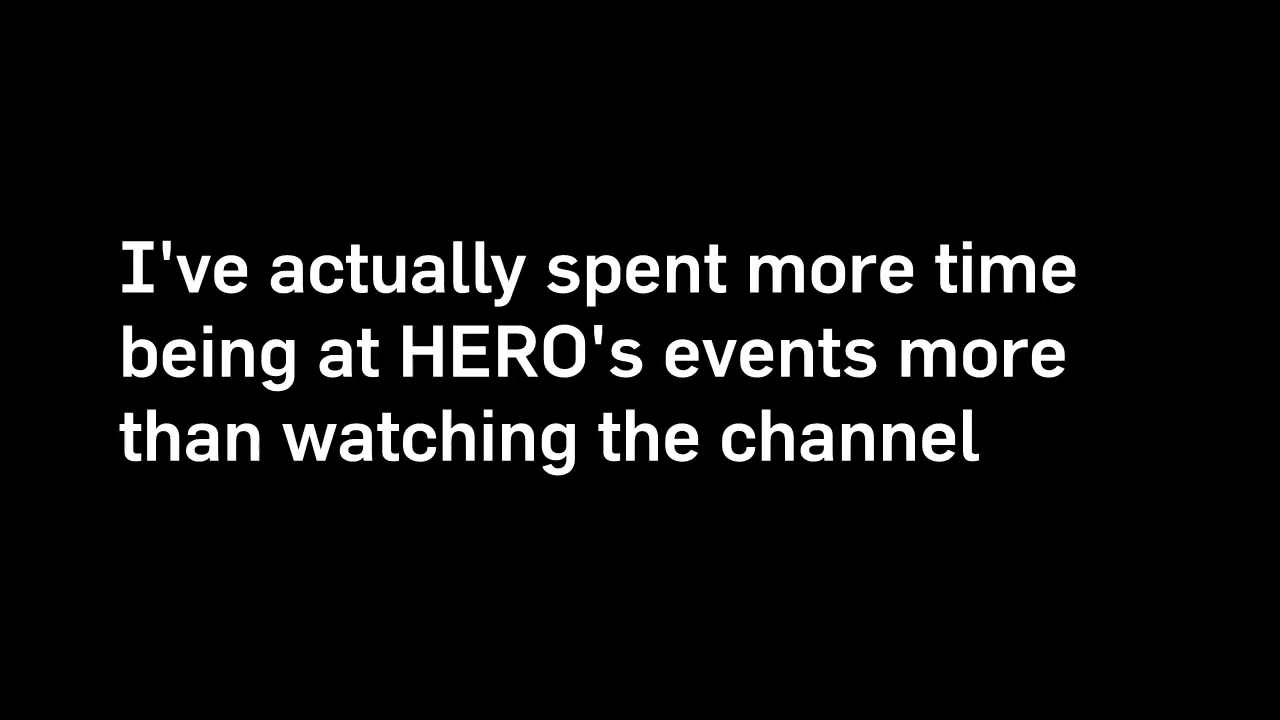 I've actually spent more time
being at HERO's events more
than watching the channel